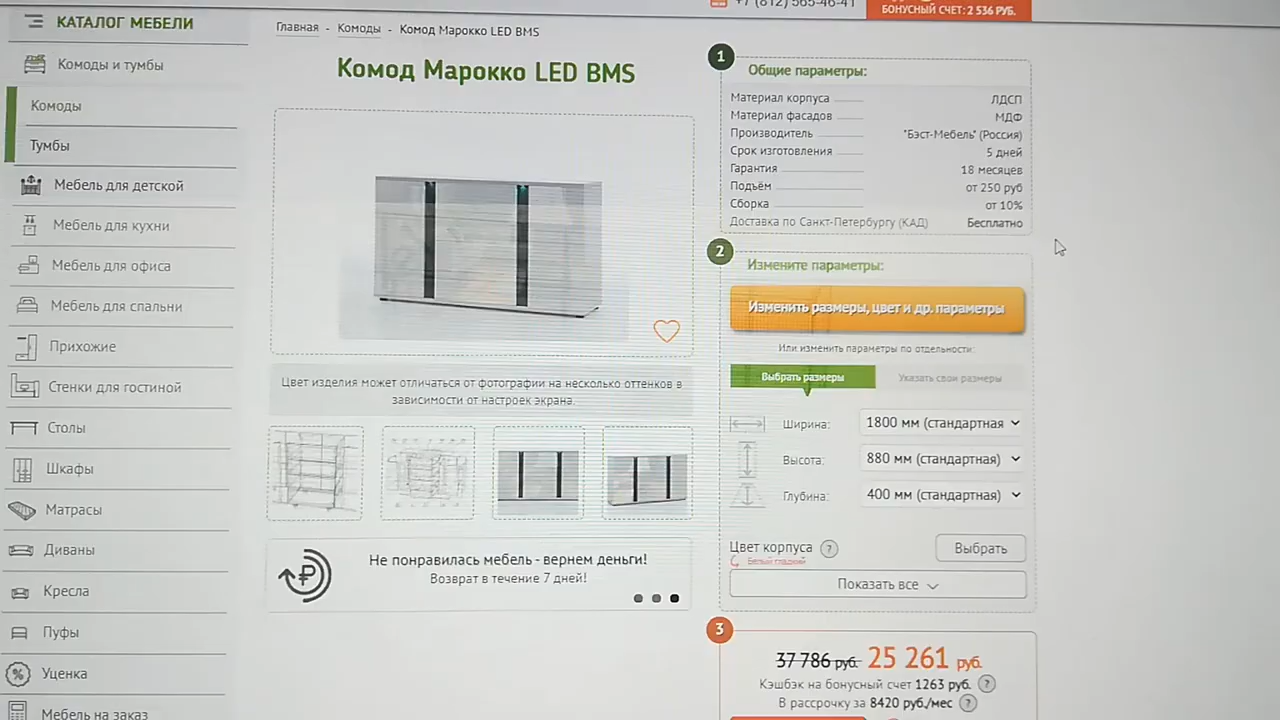 КАТАЛОГ МЕБЕЛИ
Комоды и тумбы
Комоды
Тумбы
Мебель для детской
Мебель для кухни
Мебель для офиса
Мебель для спальни
Прихожие
Стенки для гостиной
Столы
Шкафы
Матрасы
Диваны
Кресла
Пуфы
Уценка
Мебель на заказ
Главная - Комоды - Комод Марокко LED BMS
Комод Марокко LED BMS
Цвет изделия может отличаться от фотографии на несколько оттенков в
зависимости от настроек экрана.
Не понравилась мебель - вернем деньги!
Возврат в течение 7 дней!
+7 (812) 565-46-41
БОНУСНЫЙ СЧЕТ: 2 536 РУБ.
1
Общие параметры:
Материал корпуса ЛДСП
Материал фасадов МДФ
Производитель "Бэст-Мебель" (Россия)
Срок изготовления 5 дней
Гарантия 18 месяцев
Подъём от 250 руб
Сборка от 10%
Доставка по Санкт-Петербургу (КАД) Бесплатно
2
Измените параметры:
Изменить размеры, цвет и др. параметры
Или изменить параметры по отдельности:
Выбрать размеры Указать свои размеры
Ширина: 1800 мм (стандартная
Высота: 880 мм (стандартная)
Глубина: 400 мм (стандартная)
Цвет корпуса ? Выбрать
Белый гладкий
Показать все
3
37 786 руб. 25 261 руб.
Кэшбэк на бонусный счет 1263 руб. ?
В рассрочку за 8420 руб./мес ?